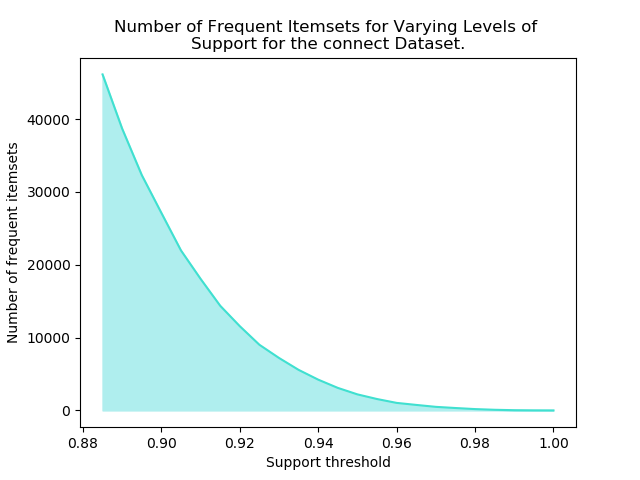 Number of Frequent Itemsets for Varying Levels of
Support for the connect Dataset.
Number of frequent itemsets
40000
30000
20000
10000
0
0.88 0.90 0.92 0.94 0.96 0.98 1.00
Support threshold